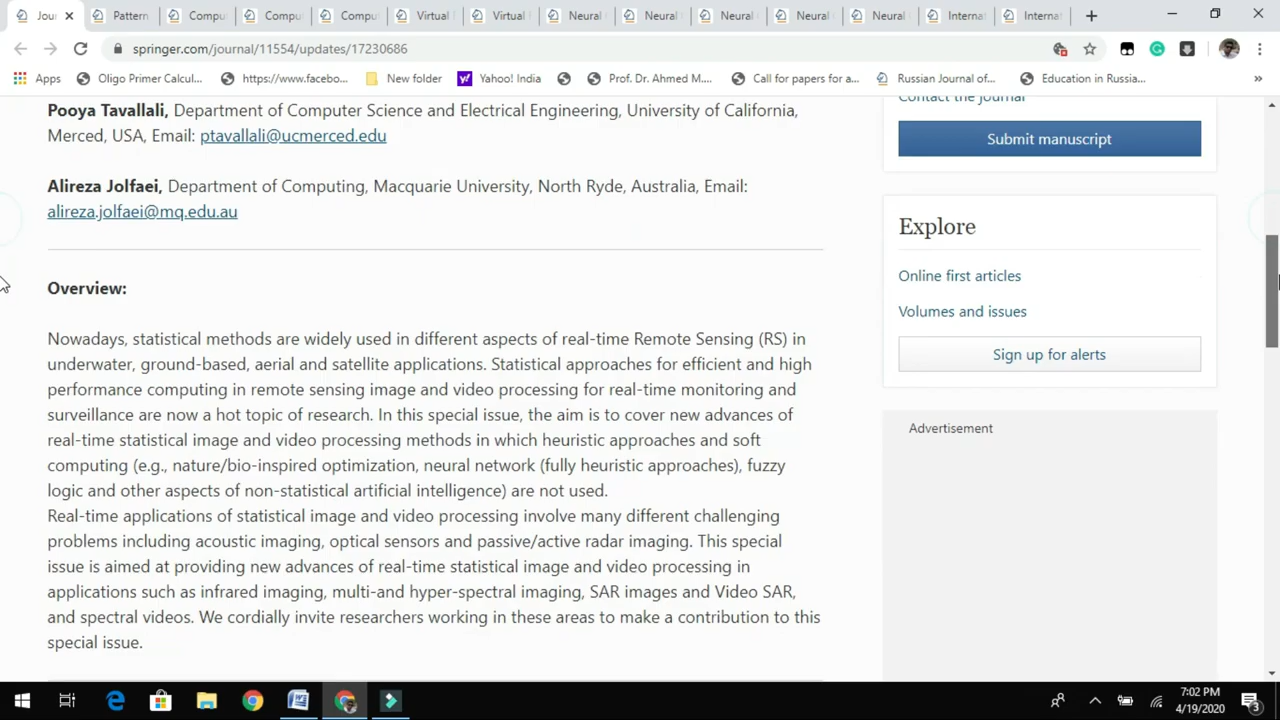 Jour
Pattern
Compu
Compu
Compu
Virtual
Virtual
Neural
Neural
Neural
Neural
Neural
Internat
Internat
springer.com/journal/11554/updates/17230686
Apps
Oligo Primer Calcul...
https://www.facebo...
New folder
Yahoo! India
Prof. Dr. Ahmed M....
Call for papers for a...
Russian Journal of...
Education in Russia...
»
Pooya Tavallali, Department of Computer Science and Electrical Engineering, University of California,
Merced, USA, Email: ptavallali@ucmerced.edu
Alireza Jolfaei, Department of Computing, Macquarie University, North Ryde, Australia, Email:
alireza.jolfaei@mq.edu.au
Overview:
Nowadays, statistical methods are widely used in different aspects of real-time Remote Sensing (RS) in
underwater, ground-based, aerial and satellite applications. Statistical approaches for efficient and high
performance computing in remote sensing image and video processing for real-time monitoring and
surveillance are now a hot topic of research. In this special issue, the aim is to cover new advances of
real-time statistical image and video processing methods in which heuristic approaches and soft
computing (e.g., nature/bio-inspired optimization, neural network (fully heuristic approaches), fuzzy
logic and other aspects of non-statistical artificial intelligence) are not used.
Real-time applications of statistical image and video processing involve many different challenging
problems including acoustic imaging, optical sensors and passive/active radar imaging. This special
issue is aimed at providing new advances of real-time statistical image and video processing in
applications such as infrared imaging, multi-and hyper-spectral imaging, SAR images and Video SAR,
and spectral videos. We cordially invite researchers working in these areas to make a contribution to this
special issue.
Contact the journal
Submit manuscript
Explore
Online first articles
Volumes and issues
Sign up for alerts
Advertisement
7:02 PM
4/19/2020
3